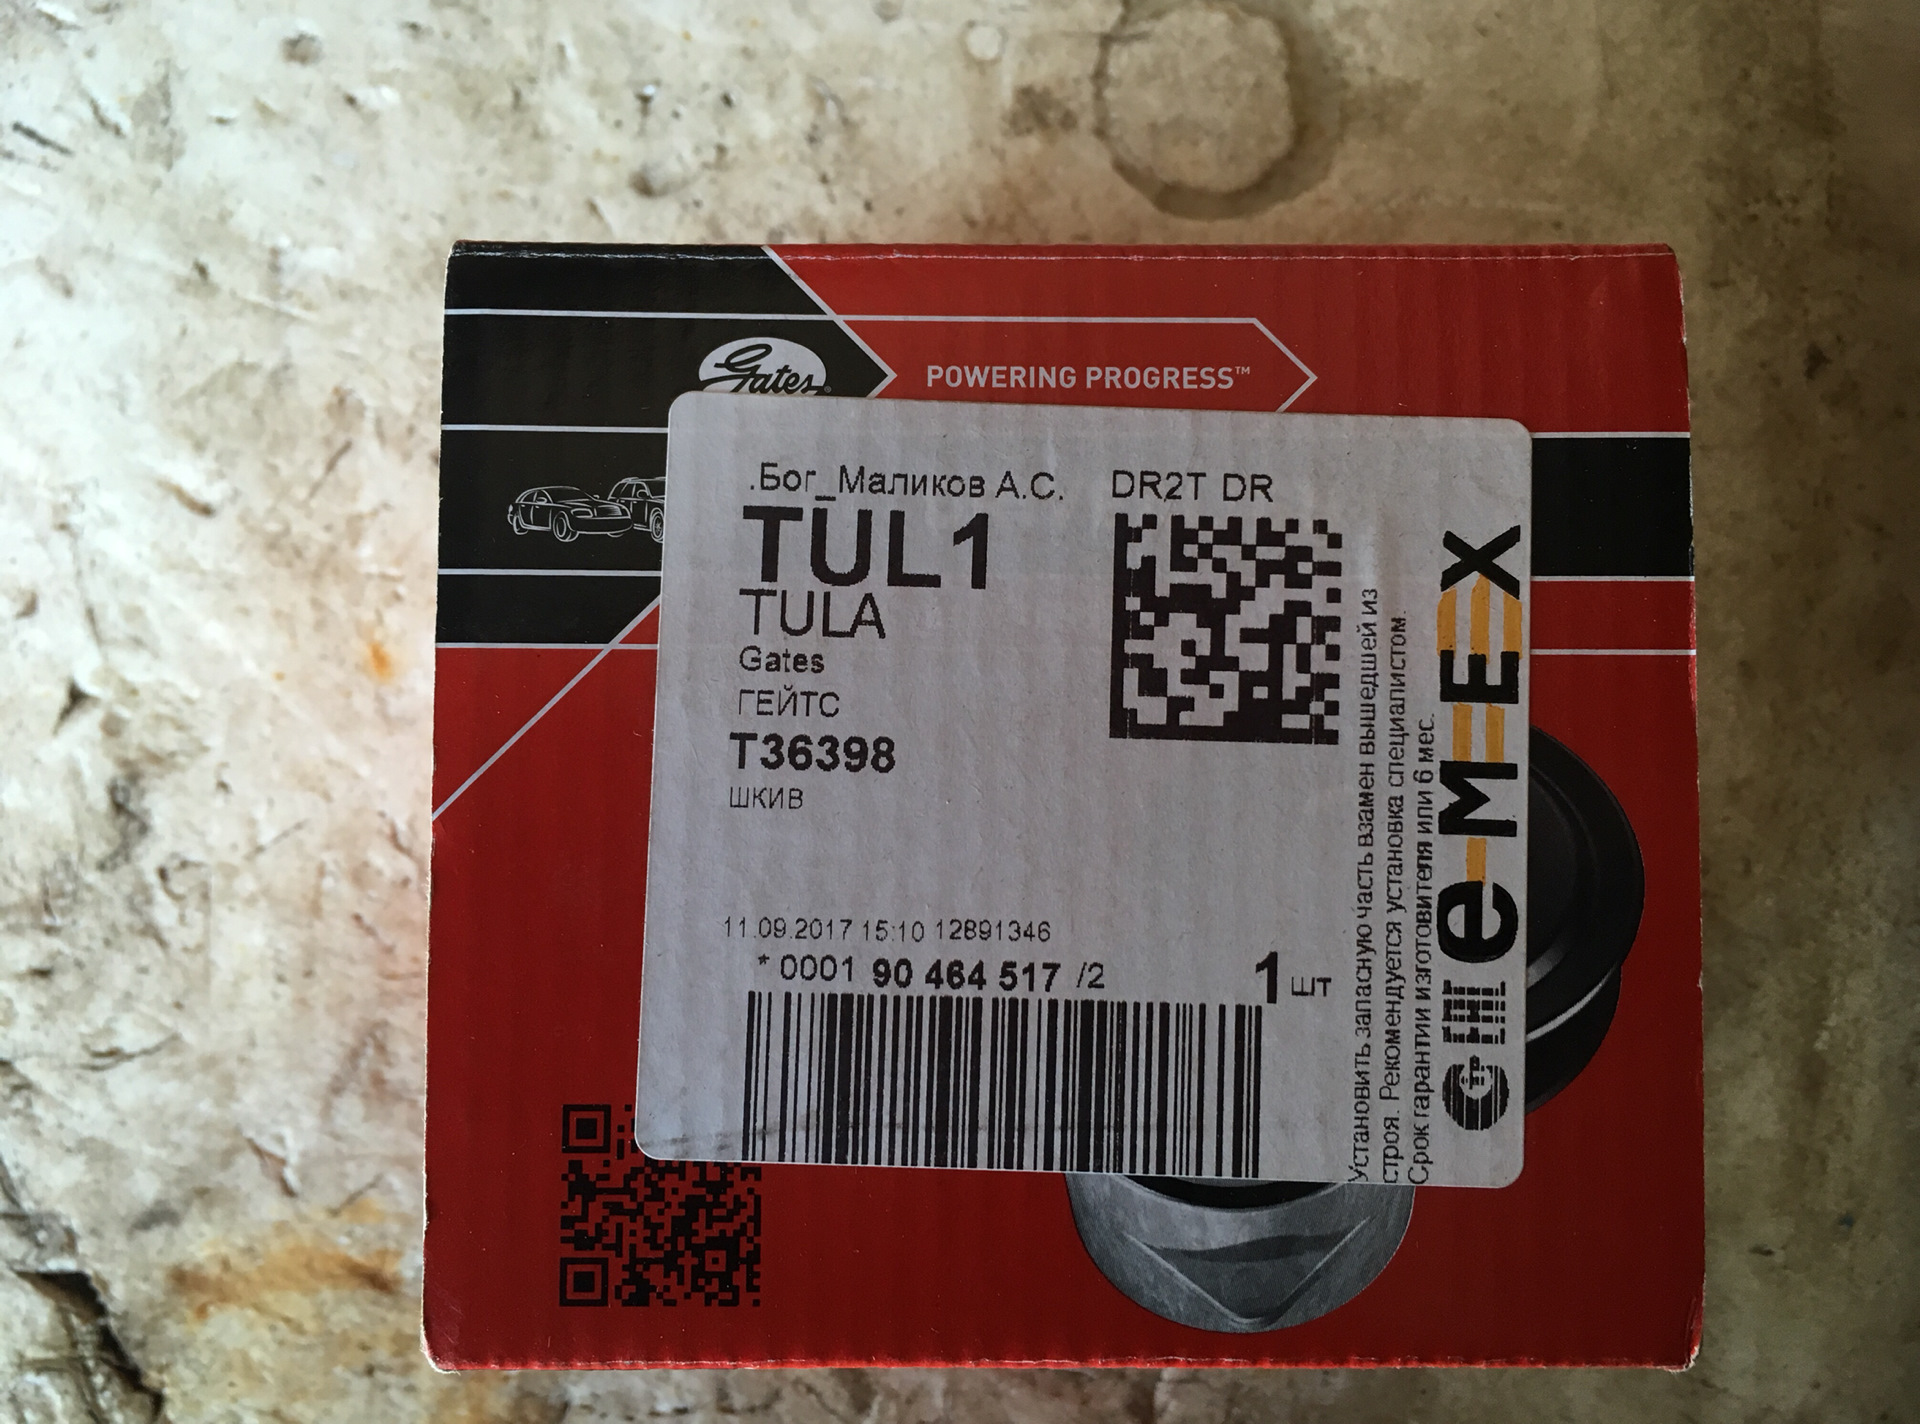 Gates
POWERING PROGRESS™
.Бог_Маликов А.С. DR2T DR
TUL1
TULA
Gates
ГЕЙТС
T36398
ШКИВ
11.09.2017 15:10 12891346
* 0001 90 464 517 /2
1 шт
Установить запасную часть взамен вышедшей из
строя. Рекомендуется установка специалистом.
Срок гарантии изготовителя или 6 мес.
e-M=EX
EAC